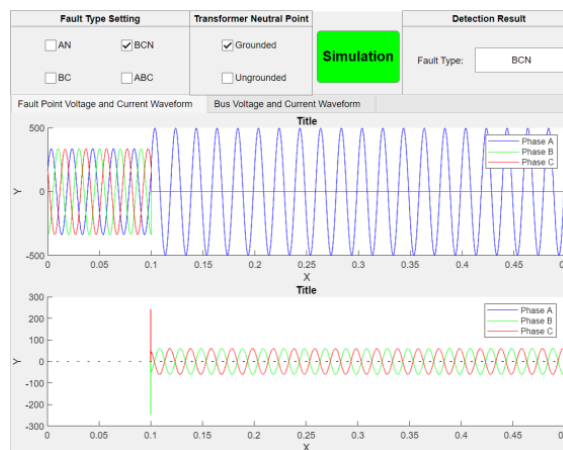 Fault Type Setting
Transformer Neutral Point
Detection Result
AN
BCN
Grounded
Simulation
Fault Type:
BCN
BC
ABC
Ungrounded
Fault Point Voltage and Current Waveform
Bus Voltage and Current Waveform
Title
500
Phase A
Phase B
Phase C
Y
0
-500
0 0.05 0.1 0.15 0.2 0.25 0.3 0.35 0.4 0.45 0.5
X
Title
300
Phase A
Phase B
Phase C
200
100
Y
0
-100
-200
-300
0 0.05 0.1 0.15 0.2 0.25 0.3 0.35 0.4 0.45 0.5
X